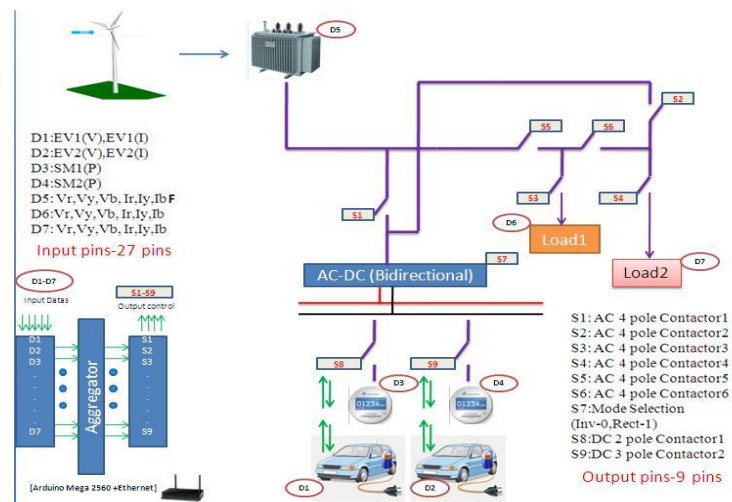 D5
D1:EV1(V),EV1(I)
D2:EV2(V),EV2(I)
D3:SM1(P)
D4:SM2(P)
D5: Vr,Vy,Vb, Ir,Iy,Ib F
D6:Vr,Vy,Vb, Ir,Iy,Ib
D7:Vr,Vy,Vb, Ir,Iy,Ib
Input pins-27 pins
S2
S5
S6
S1
S3
S4
D6
Load1
D7
Load2
AC-DC (Bidirectional)
S7
D1-D7
Input Datas
S1-S9
Output control
D1
D2
D3
D7
Aggregator
S1
S2
S3
S9
[Arduino Mega 2560 +Ethernet]
S8
S9
D3
D4
01234
01234
D1
D2
S1: AC 4 pole Contactor1
S2: AC 4 pole Contactor2
S3: AC 4 pole Contactor3
S4: AC 4 pole Contactor4
S5: AC 4 pole Contactor5
S6: AC 4 pole Contactor6
S7:Mode Selection
(Inv-0,Rect-1)
S8:DC 2 pole Contactor1
S9:DC 3 pole Contactor2
Output pins-9 pins